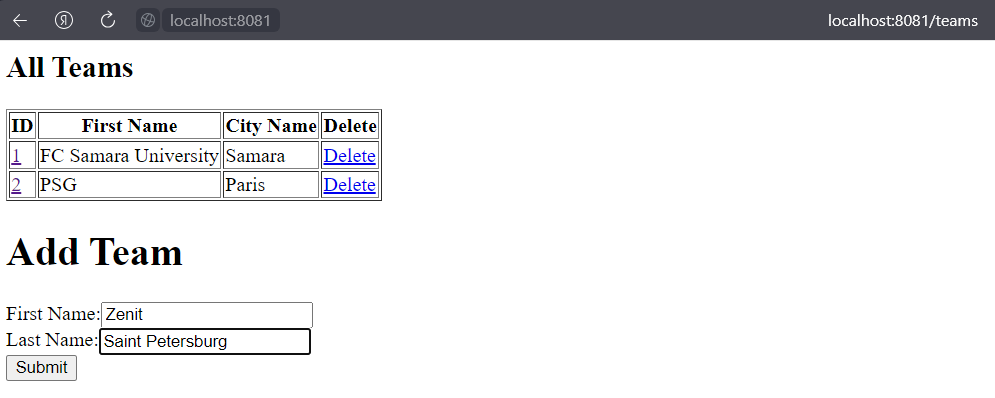 localhost:8081 localhost:8081/teams
All Teams
ID First Name City Name Delete
1 FC Samara University Samara Delete
2 PSG Paris Delete
Add Team
First Name: Zenit
Last Name: Saint Petersburg
Submit